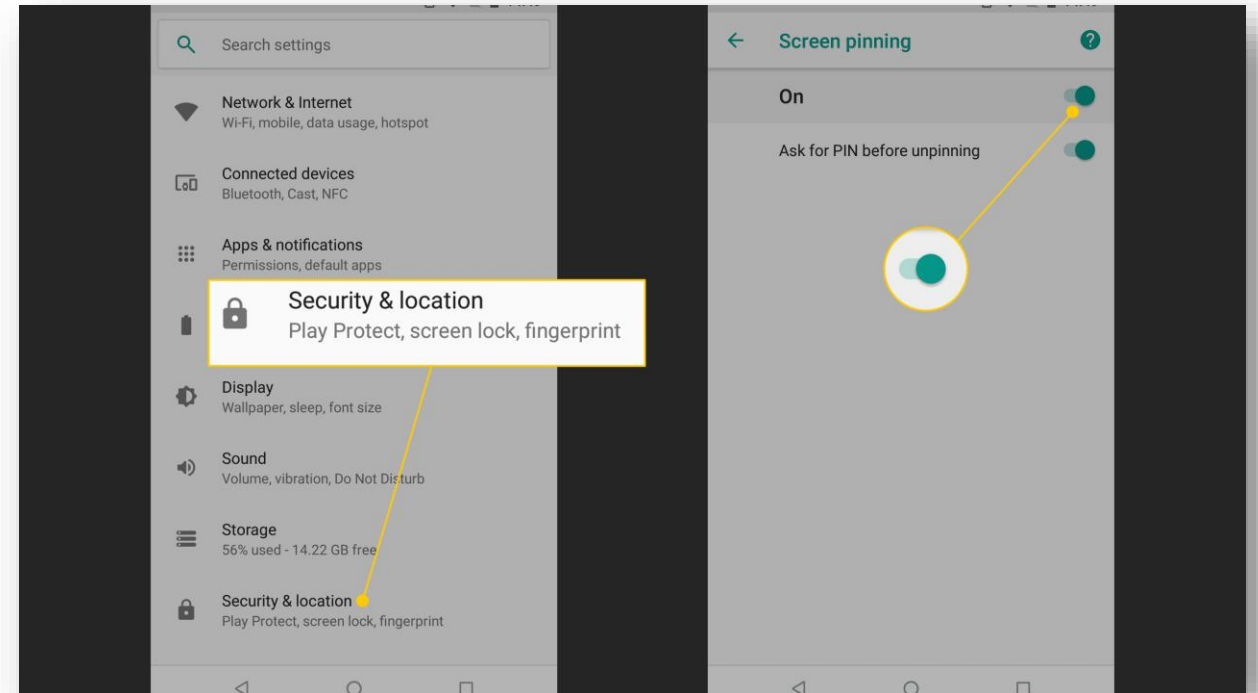 Search settings
Network & Internet
Wi-Fi, mobile, data usage, hotspot
Connected devices
Bluetooth, Cast, NFC
Apps & notifications
Permissions, default apps
Security & location
Play Protect, screen lock, fingerprint
Display
Wallpaper, sleep, font size
Sound
Volume, vibration, Do Not Disturb
Storage
56% used - 14.22 GB free
Security & location
Play Protect, screen lock, fingerprint
Screen pinning
?
On
Ask for PIN before unpinning